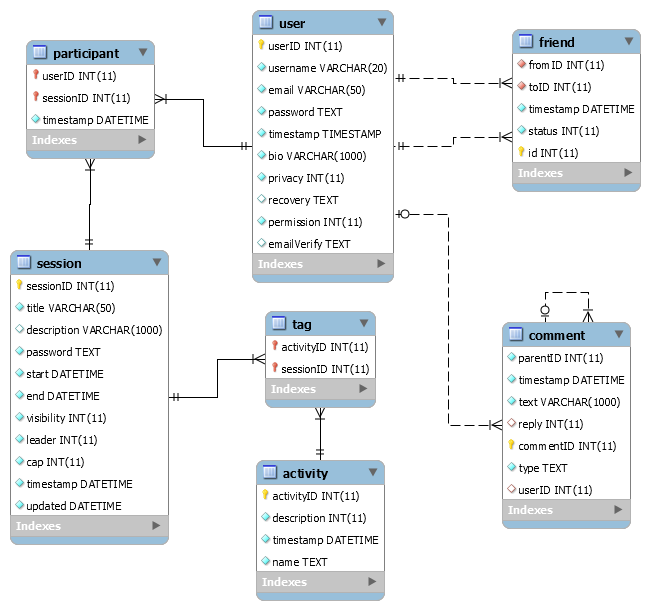 participant
userID INT(11)
sessionID INT(11)
timestamp DATETIME
Indexes
user
userID INT(11)
username VARCHAR(20)
email VARCHAR(50)
password TEXT
timestamp TIMESTAMP
bio VARCHAR(1000)
privacy INT(11)
recovery TEXT
permission INT(11)
emailVerify TEXT
Indexes
friend
fromID INT(11)
toID INT(11)
timestamp DATETIME
status INT(11)
id INT(11)
Indexes
session
sessionID INT(11)
title VARCHAR(50)
description VARCHAR(1000)
password TEXT
start DATETIME
end DATETIME
visibility INT(11)
leader INT(11)
cap INT(11)
timestamp DATETIME
updated DATETIME
Indexes
tag
activityID INT(11)
sessionID INT(11)
Indexes
activity
activityID INT(11)
description INT(11)
timestamp DATETIME
name TEXT
Indexes
comment
parentID INT(11)
timestamp DATETIME
text VARCHAR(1000)
reply INT(11)
commentID INT(11)
type TEXT
userID INT(11)
Indexes